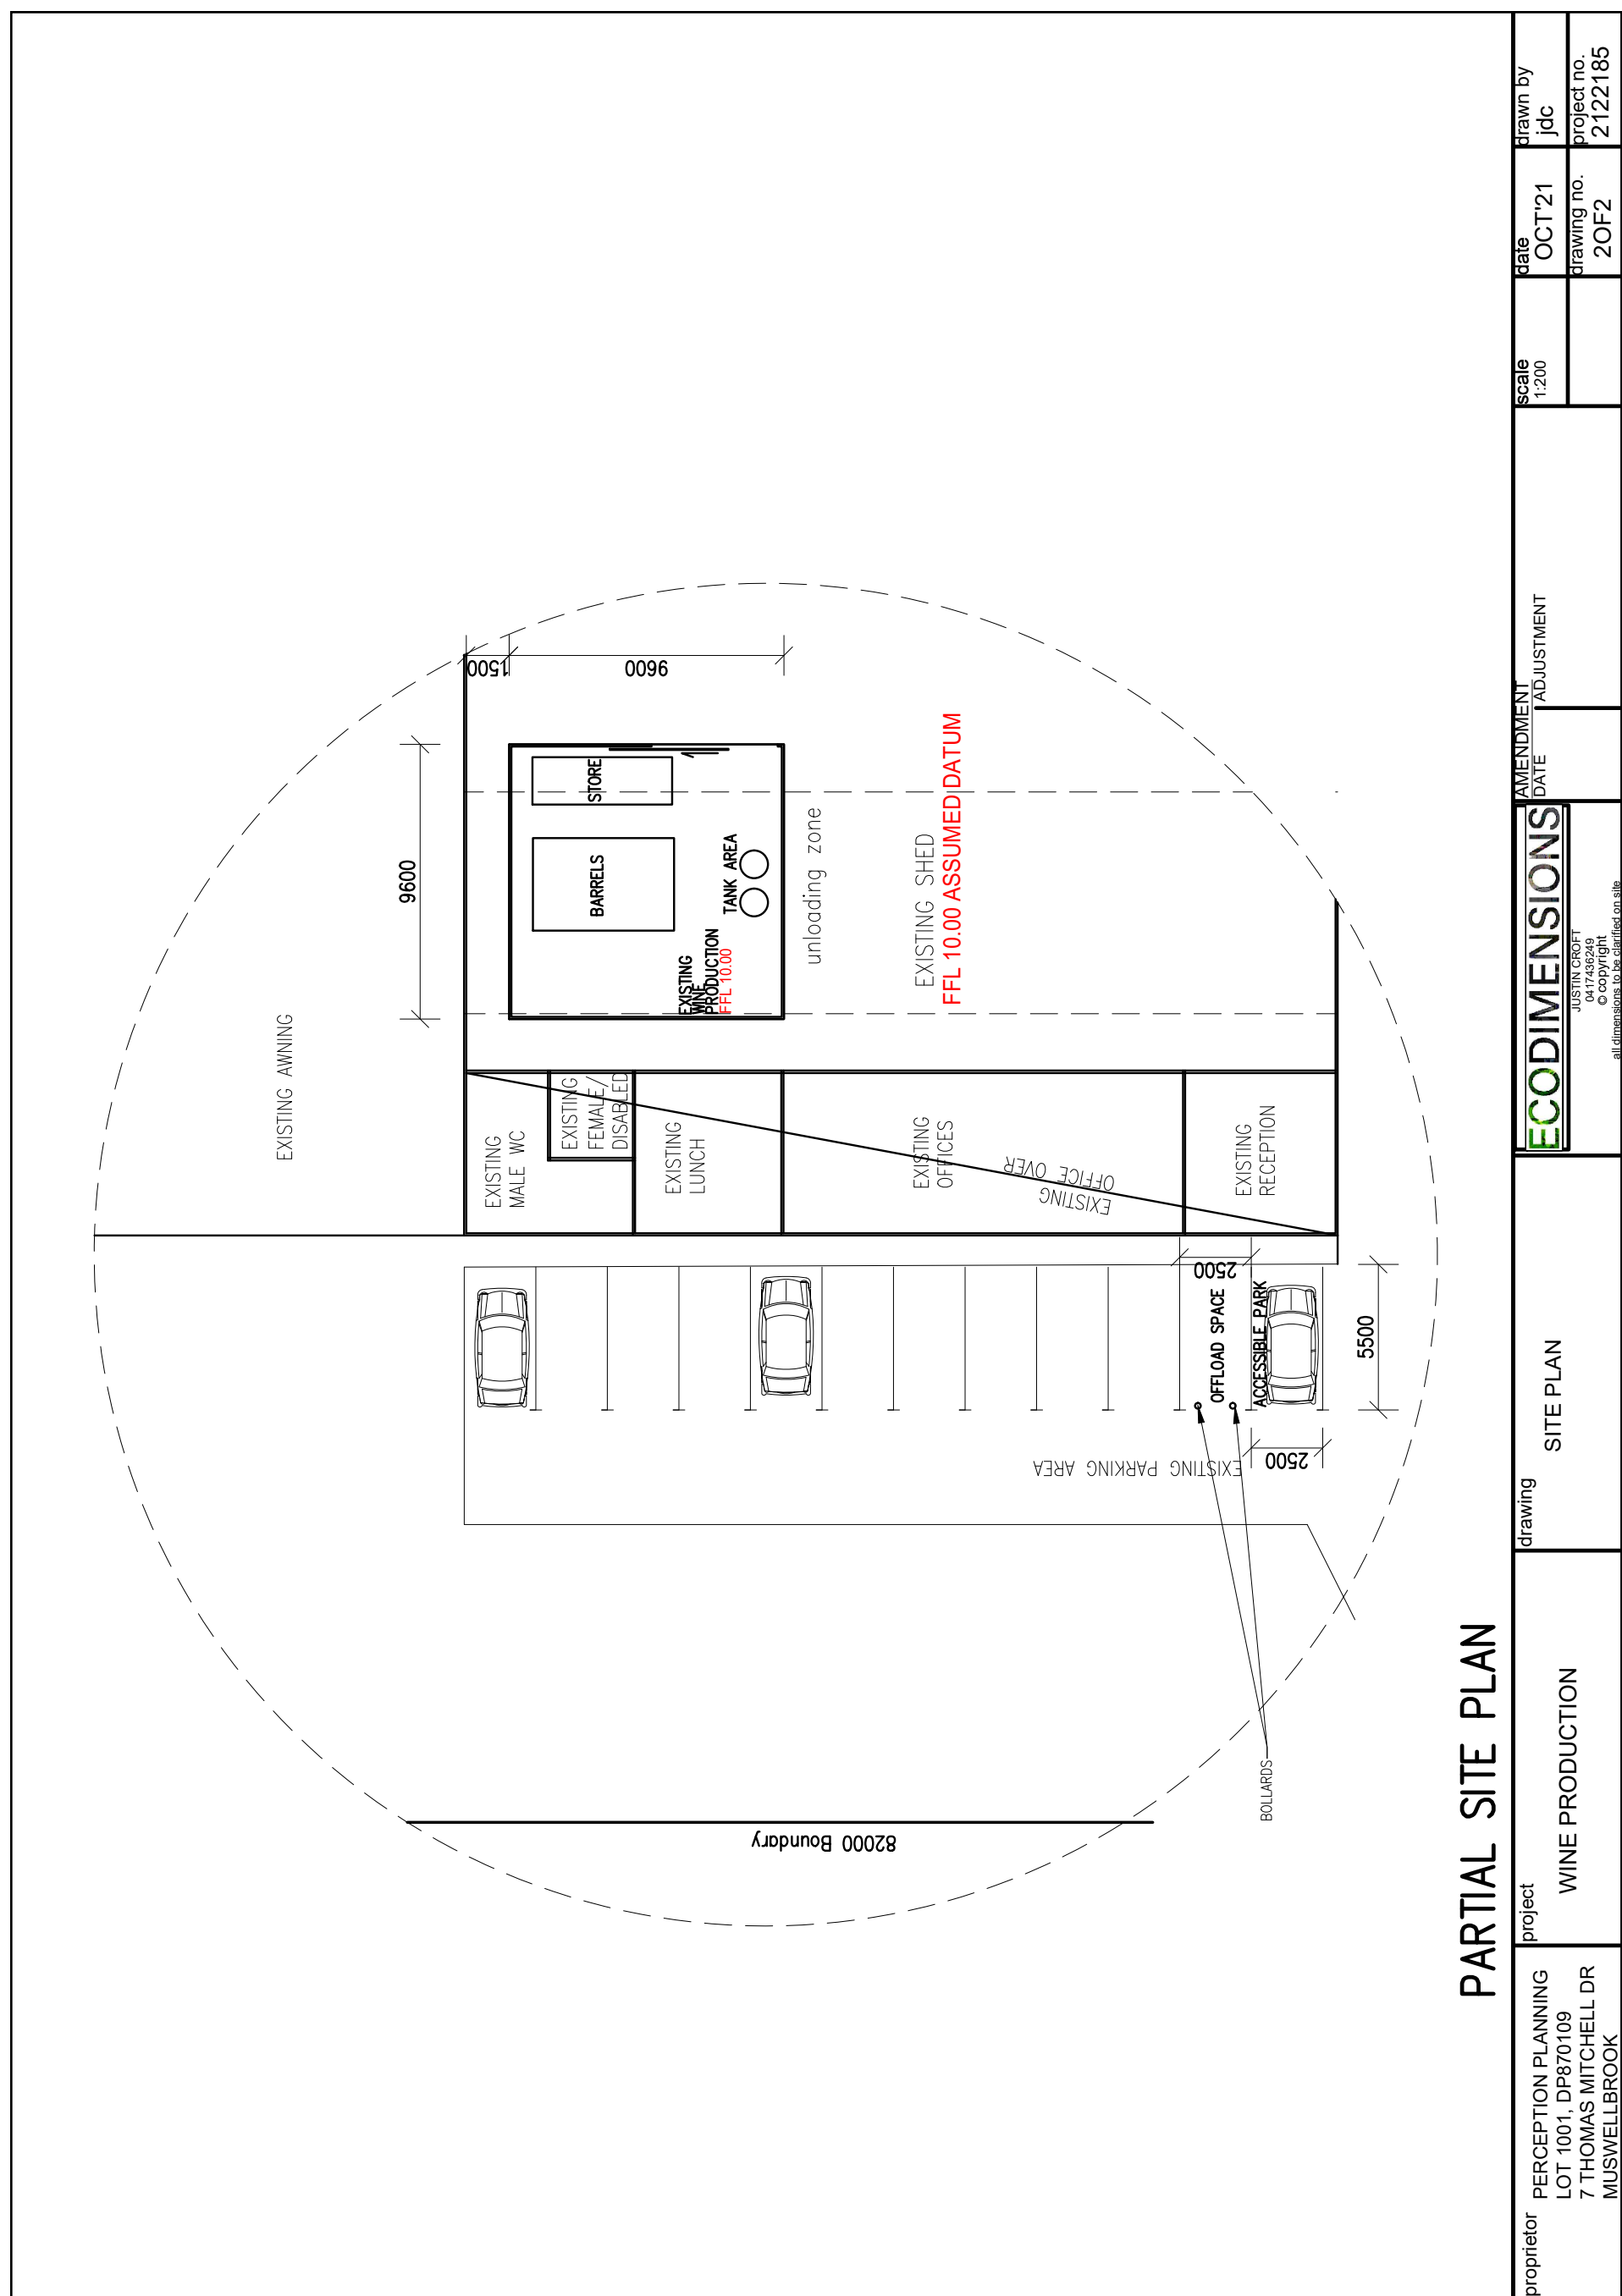 EXISTING AWNING
1500
9600
9600
STORE
BARRELS
TANK AREA
EXISTING
WINE
PRODUCTION
FFL 10.00
unloading zone
EXISTING SHED
FFL 10.00 ASSUMED DATUM
EXISTING
MALE WC
EXISTING
FEMALE/
DISABLED
EXISTING
LUNCH
EXISTING
OFFICES
EXISTING
OFFICE OVER
EXISTING
RECEPTION
2500
OFFLOAD SPACE
ACCESSIBLE PARK
5500
2500
EXISTING PARKING AREA
BOLLARDS
82000 Boundary
PARTIAL SITE PLAN
proprietor
PERCEPTION PLANNING
LOT 1001, DP870109
7 THOMAS MITCHELL DR
MUSWELLBROOK
project
WINE PRODUCTION
drawing
SITE PLAN
ECODIMENSIONS
JUSTIN CROFT
0417436249
© copyright
all dimensions to be clarified on site
AMENDMENT
DATE
ADJUSTMENT
scale
1:200
date
OCT'21
drawn by
jdc
drawing no.
2OF2
project no.
2122185